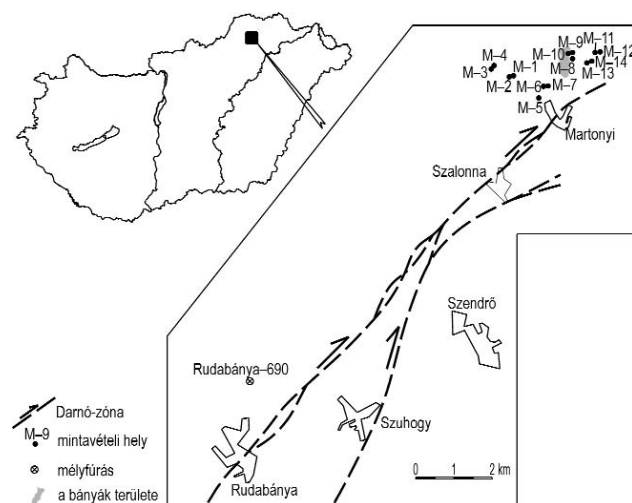 M–11
M–9
M–12
M–4
M–10
M–14
M–1
M–3
M–8
M–13
M–2
M–6
M–7
M–5
Martonyi
Szalonna
Szendrő
Rudabánya–690
Darnó-zóna
M–9 mintavételi hely
Szuhogy
mélyfúrás
0 1 2 km
a bányák területe
Rudabánya